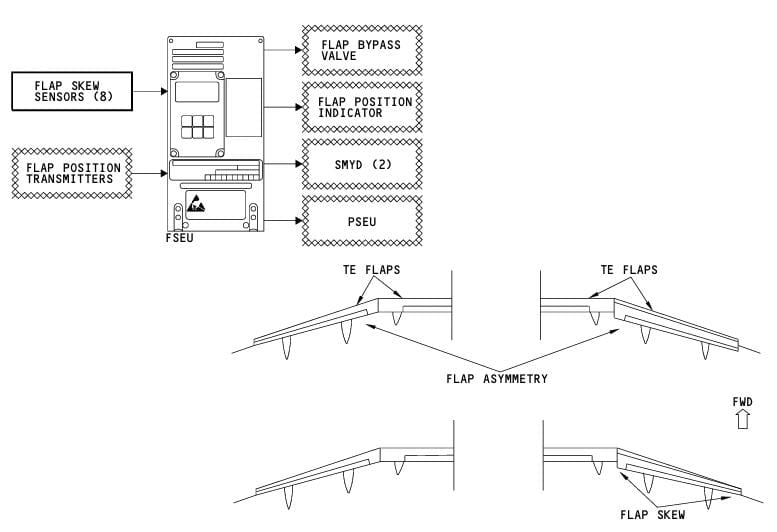 FLAP SKEW
SENSORS (8)
FLAP POSITION
TRANSMITTERS
FSEU
FLAP BYPASS
VALVE
FLAP POSITION
INDICATOR
SMYD (2)
PSEU
TE FLAPS
TE FLAPS
FLAP ASYMMETRY
FWD
FLAP SKEW